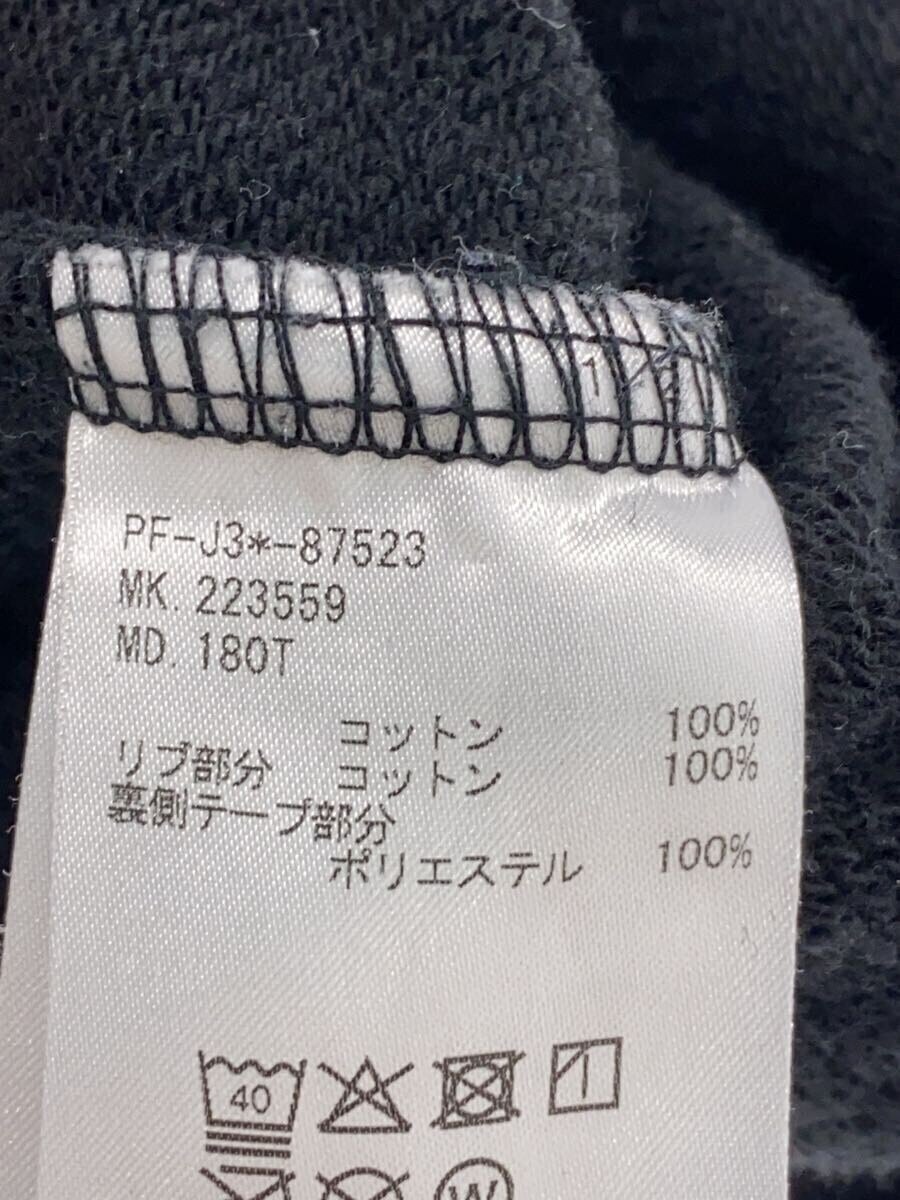 PF-J3*-87523
MK. 223559
MD. 180T
コットン 100%
リブ部分 コットン 100%
裏側テープ部分
ポリエステル 100%
40
W